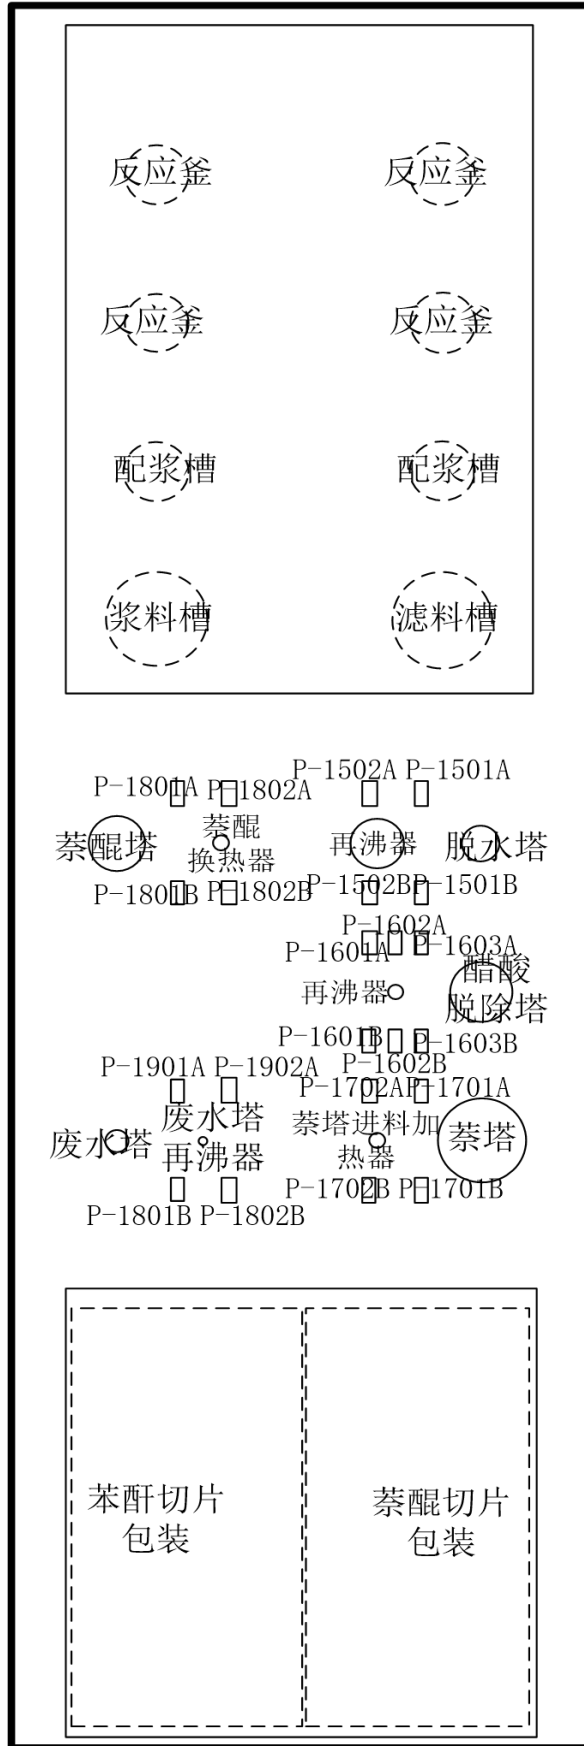 反应釜 反应釜
反应釜 反应釜
配浆槽 配浆槽
浆料槽 滤料槽
P-1502A P-1501A
P-1801A P-1802A
萘醌
换热器
萘醌塔 再沸器 脱水塔
P-1801B P-1802B P-1502B P-1501B
P-1602A
P-1601A P-1603A
醋酸
脱除塔
再沸器
P-1601B P-1603B
P-1602B
P-1901A P-1902A P-1702A P-1701A
废水塔
再沸器
废水塔
萘塔进料加
热器
萘塔
P-1702B P-1701B
P-1801B P-1802B
苯酐切片
包装
萘醌切片
包装